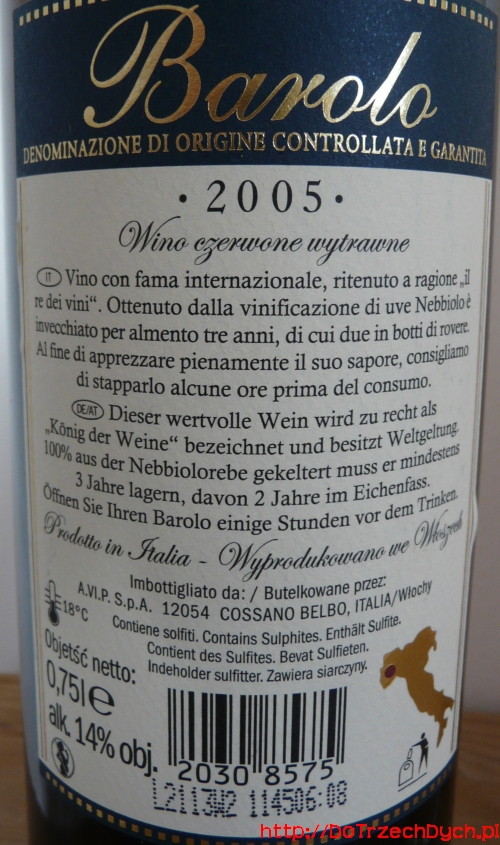 Barolo
DENOMINAZIONE DI ORIGINE CONTROLLATA E GARANTITA
· 2005 ·
Wino czerwone wytrawne
IT Vino con fama internazionale, ritenuto a ragione „il
re dei vini“. Ottenuto dalla vinificazione di uve Nebbiolo è
invecchiato per almento tre anni, di cui due in botti di rovere.
Al fine di apprezzare pienamente il suo sapore, consigliamo
di stapparlo alcune ore prima del consumo.
DE/AT Dieser wertvolle Wein wird zu recht als
„König der Weine“ bezeichnet und besitzt Weltgeltung.
100% aus der Nebbiolorebe gekeltert muss er mindestens
3 Jahre lagern, davon 2 Jahre im Eichenfass.
Öffnen Sie Ihren Barolo einige Stunden vor dem Trinken.
Prodotto in Italia - Wyprodukowano we Włoszech
Imbottigliato da: / Butelkowane przez:
A.VI.P. S.p.A. 12054 COSSANO BELBO, ITALIA/Włochy
18°C
Contiene solfiti. Contains Sulphites. Enthält Sulfite.
Contient des Sulfites. Bevat Sulfieten.
Indeholder sulfitter. Zawiera siarczyny.
Objetść netto:
0,75l e
alk. 14% obj.
2030 8575
L2113W2 114506:08
http://DoTrzechDych.pl